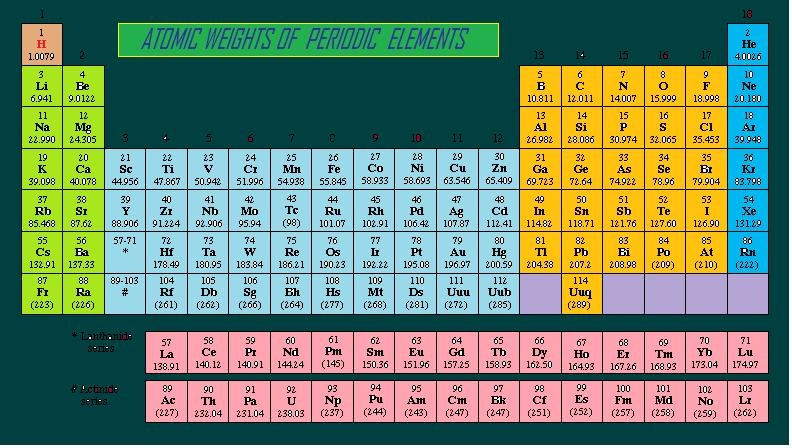 1 18
1 2
H He
1.0079 4.0026
ATOMIC WEIGHTS OF PERIODIC ELEMENTS
2 13 14 15 16 17
3 4 5 6 7 8 9 10
Li Be B C N O F Ne
6.941 9.0122 10.811 12.011 14.007 15.999 18.998 20.180
11 12 13 14 15 16 17 18
Na Mg Al Si P S Cl Ar
22.990 24.305 26.982 28.086 30.974 32.065 35.453 39.948
3 4 5 6 7 9 10 11 12
19 20 21 22 23 24 25 26 27 28 29 30 31 32 33 34 35 36
K Ca Sc Ti V Cr Mn Fe Co Ni Cu Zn Ga Ge As Se Br Kr
39.098 40.078 44.956 47.867 50.942 51.996 54.938 55.845 58.933 58.693 63.546 65.409 69.723 72.64 74.922 78.96 79.904 83.798
37 38 39 40 41 42 43 44 45 46 47 48 49 50 51 52 53 54
Rb Sr Y Zr Nb Mo Tc Ru Rh Pd Ag Cd In Sn Sb Te I Xe
85.468 87.62 88.906 91.224 92.906 95.94 (98) 101.07 102.91 106.42 107.87 112.41 114.82 118.71 121.76 127.60 126.90 131.29
55 56 57-71 72 73 74 75 76 77 78 79 80 81 82 83 84 85 86
Cs Ba * Hf Ta W Re Os Ir Pt Au Hg Tl Pb Bi Po At Rn
132.91 137.33 178.49 180.95 183.84 186.21 190.23 192.22 195.08 196.97 200.59 204.38 207.2 208.98 (209) (210) (222)
87 88 89-103 104 105 106 107 108 109 110 111 112 114
Fr Ra # Rf Db Sg Bh Hs Mt Ds Uuu Uub Uuq
(223) (226) (261) (262) (266) (264) (277) (268) (281) (272) (285) (289)
* Lanthanide
series
57 58 59 60 61 62 63 64 65 66 67 68 69 70 71
La Ce Pr Nd Pm Sm Eu Gd Tb Dy Ho Er Tm Yb Lu
138.91 140.12 140.91 144.24 (145) 150.36 151.96 157.25 158.93 162.50 164.93 167.26 168.93 173.04 174.97
# Actinide
series
89 90 91 92 93 94 95 96 97 98 99 100 101 102 103
Ac Th Pa U Np Pu Am Cm Bk Cf Es Fm Md No Lr
(227) 232.04 231.04 238.03 (237) (244) (243) (247) (247) (251) (252) (257) (258) (259) (262)